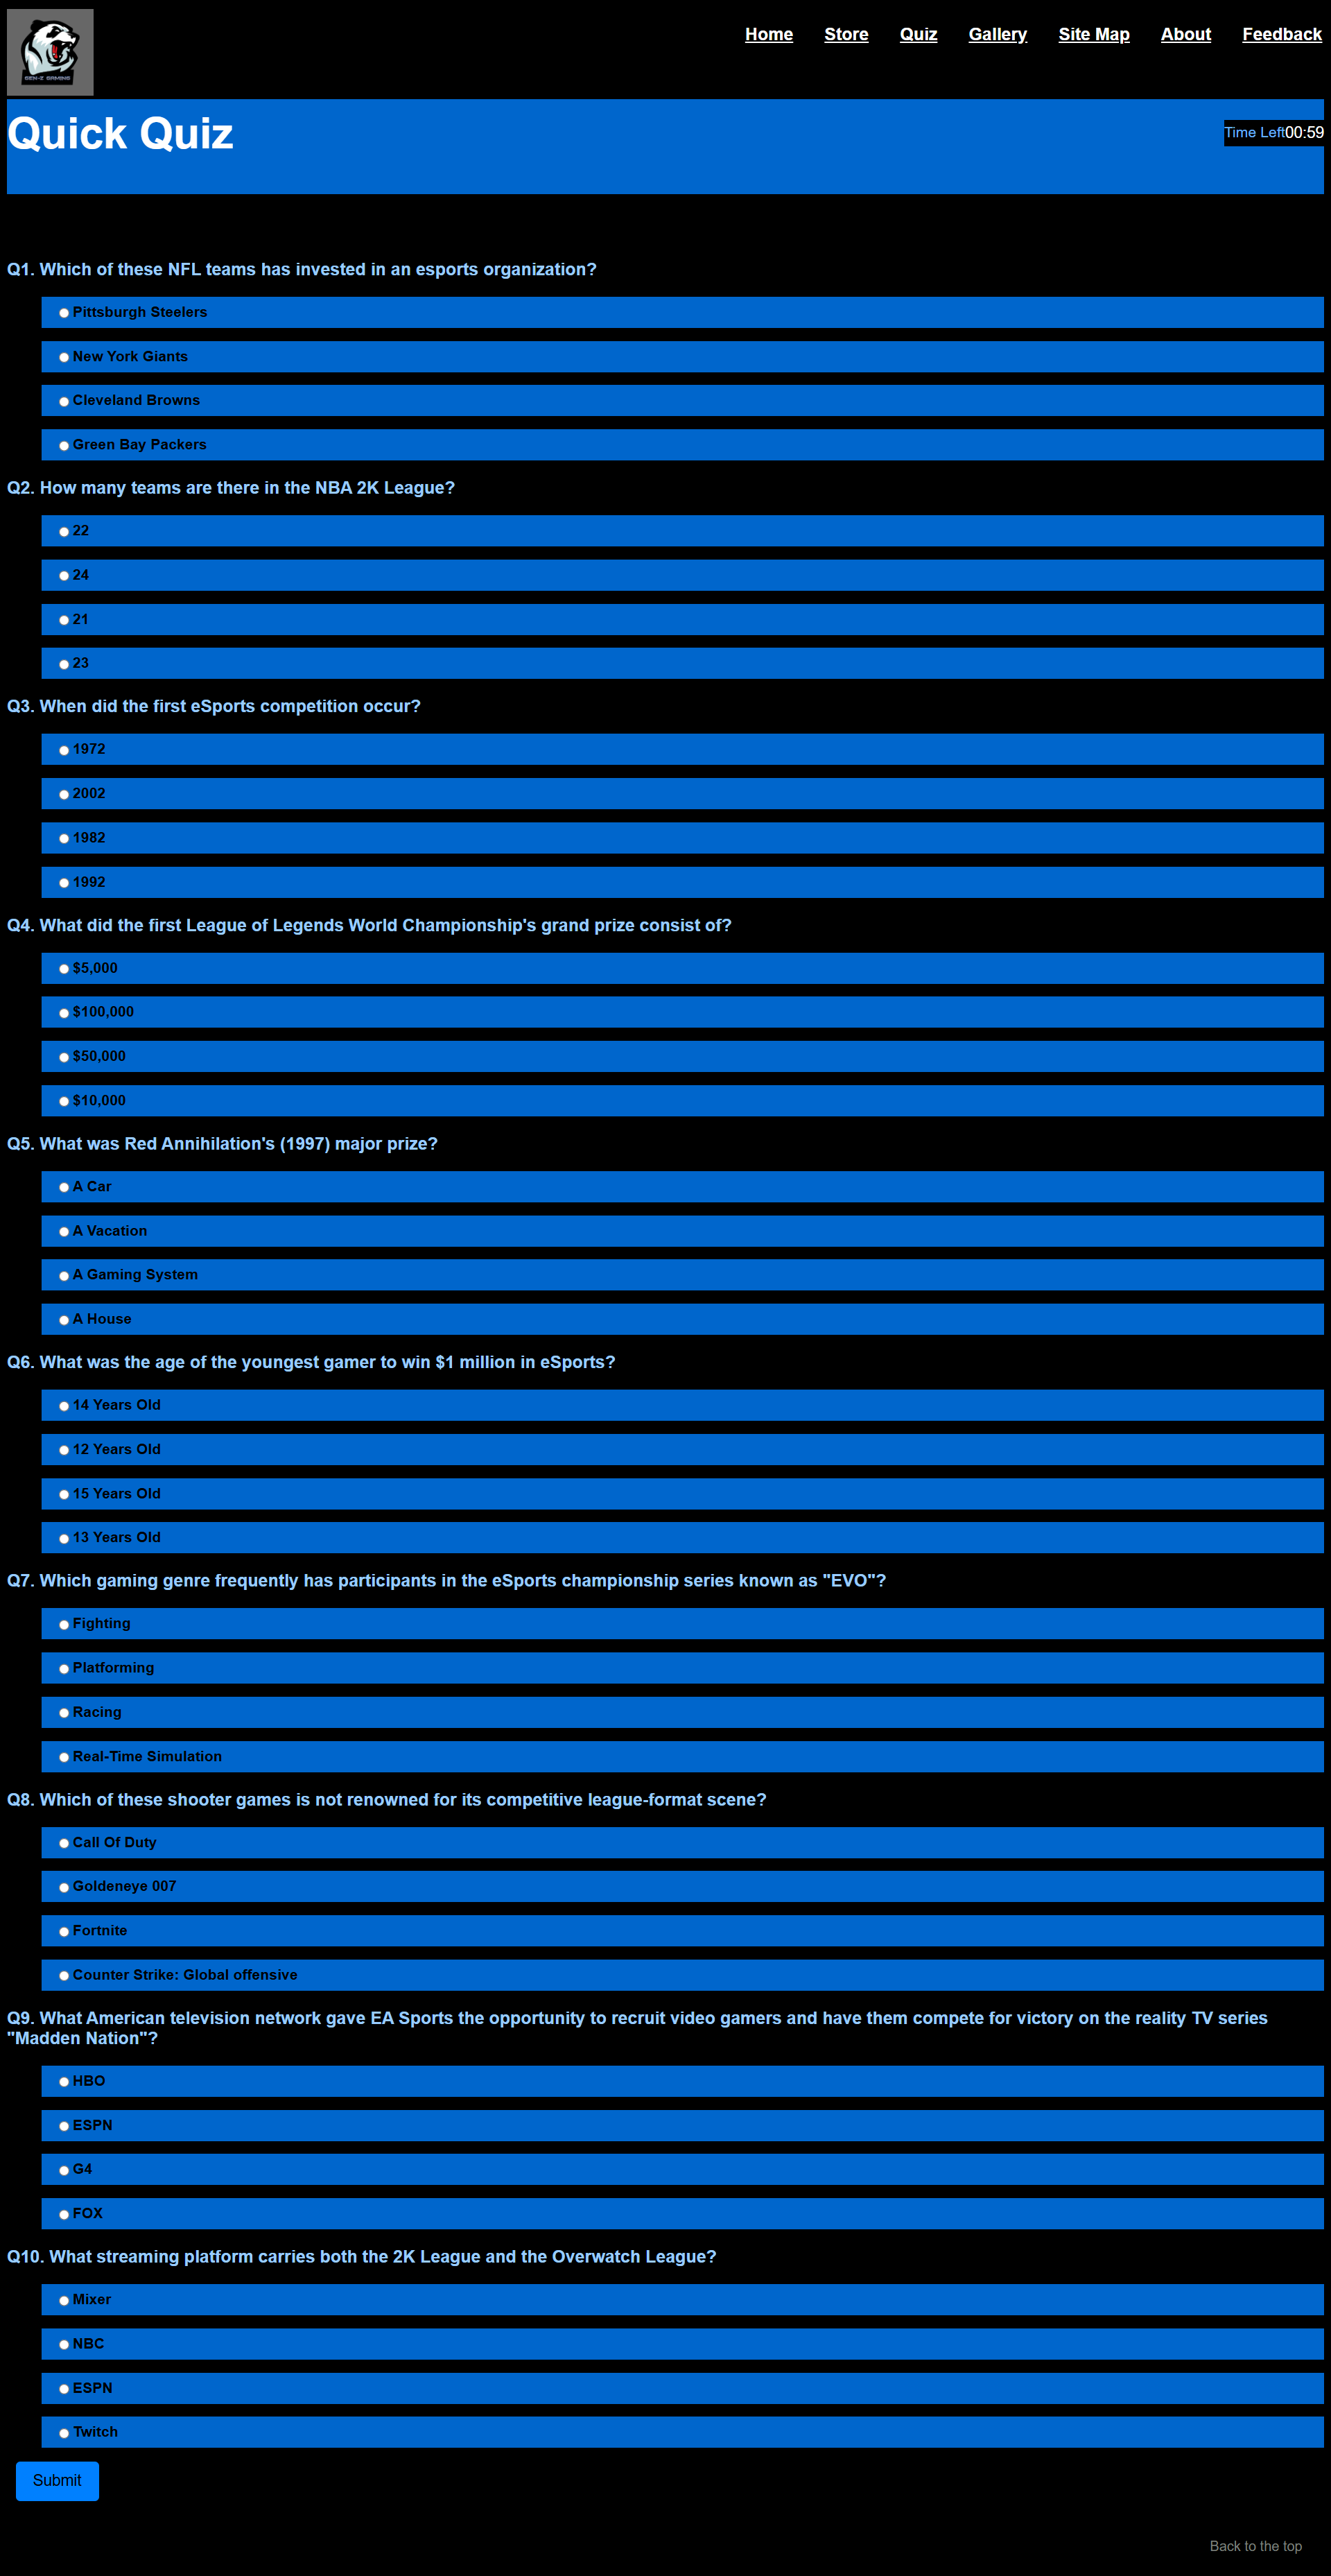 GEN-Z GAMING
Home Store Quiz Gallery Site Map About Feedback
Quick Quiz
Time Left00:59
Q1. Which of these NFL teams has invested in an esports organization?
Pittsburgh Steelers
New York Giants
Cleveland Browns
Green Bay Packers
Q2. How many teams are there in the NBA 2K League?
22
24
21
23
Q3. When did the first eSports competition occur?
1972
2002
1982
1992
Q4. What did the first League of Legends World Championship's grand prize consist of?
$5,000
$100,000
$50,000
$10,000
Q5. What was Red Annihilation's (1997) major prize?
A Car
A Vacation
A Gaming System
A House
Q6. What was the age of the youngest gamer to win $1 million in eSports?
14 Years Old
12 Years Old
15 Years Old
13 Years Old
Q7. Which gaming genre frequently has participants in the eSports championship series known as "EVO"?
Fighting
Platforming
Racing
Real-Time Simulation
Q8. Which of these shooter games is not renowned for its competitive league-format scene?
Call Of Duty
Goldeneye 007
Fortnite
Counter Strike: Global offensive
Q9. What American television network gave EA Sports the opportunity to recruit video gamers and have them compete for victory on the reality TV series
"Madden Nation"?
HBO
ESPN
G4
FOX
Q10. What streaming platform carries both the 2K League and the Overwatch League?
Mixer
NBC
ESPN
Twitch
Submit
Back to the top